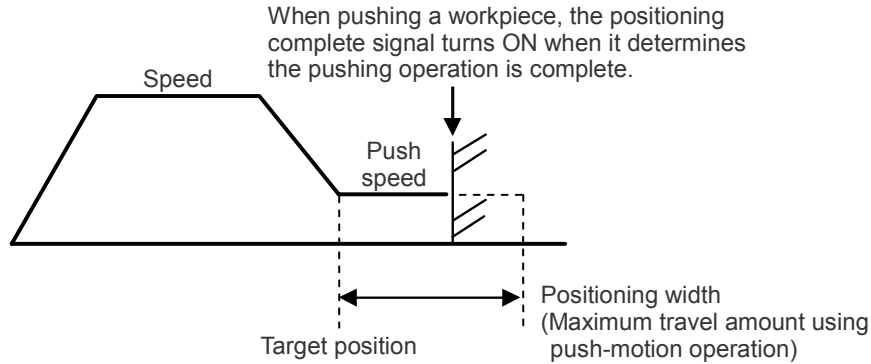 When pushing a workpiece, the positioning
complete signal turns ON when it determines
the pushing operation is complete.
Speed
Push
speed
Positioning width
(Maximum travel amount using
push-motion operation)
Target position